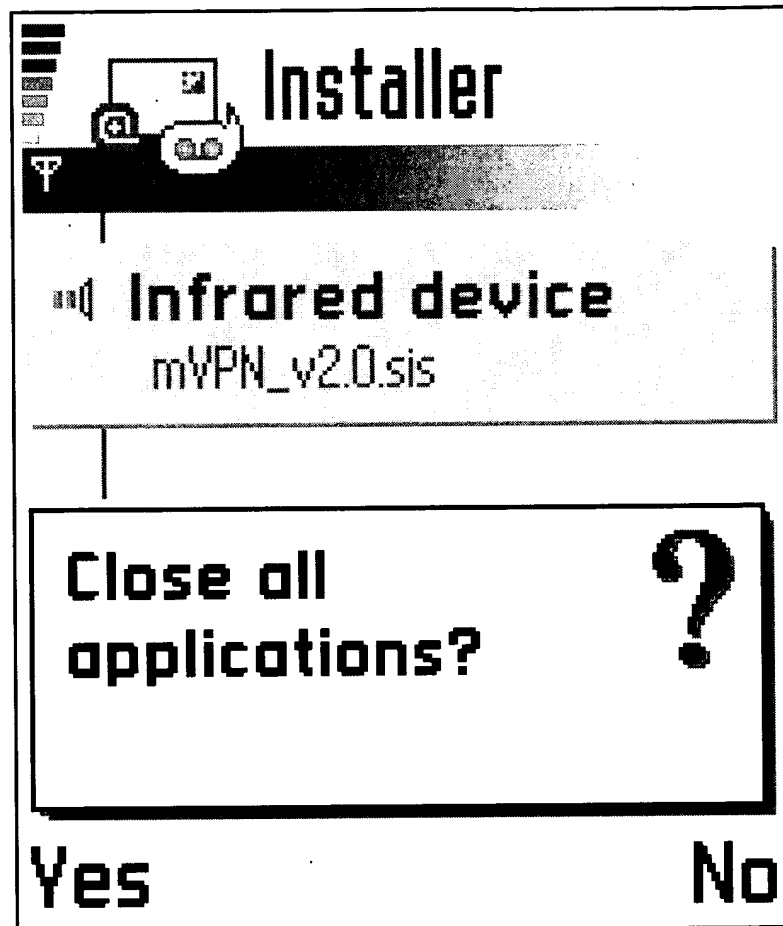 Installer
Infrared device
mVPN_v2.0.sis
Close all
applications?
Yes
No